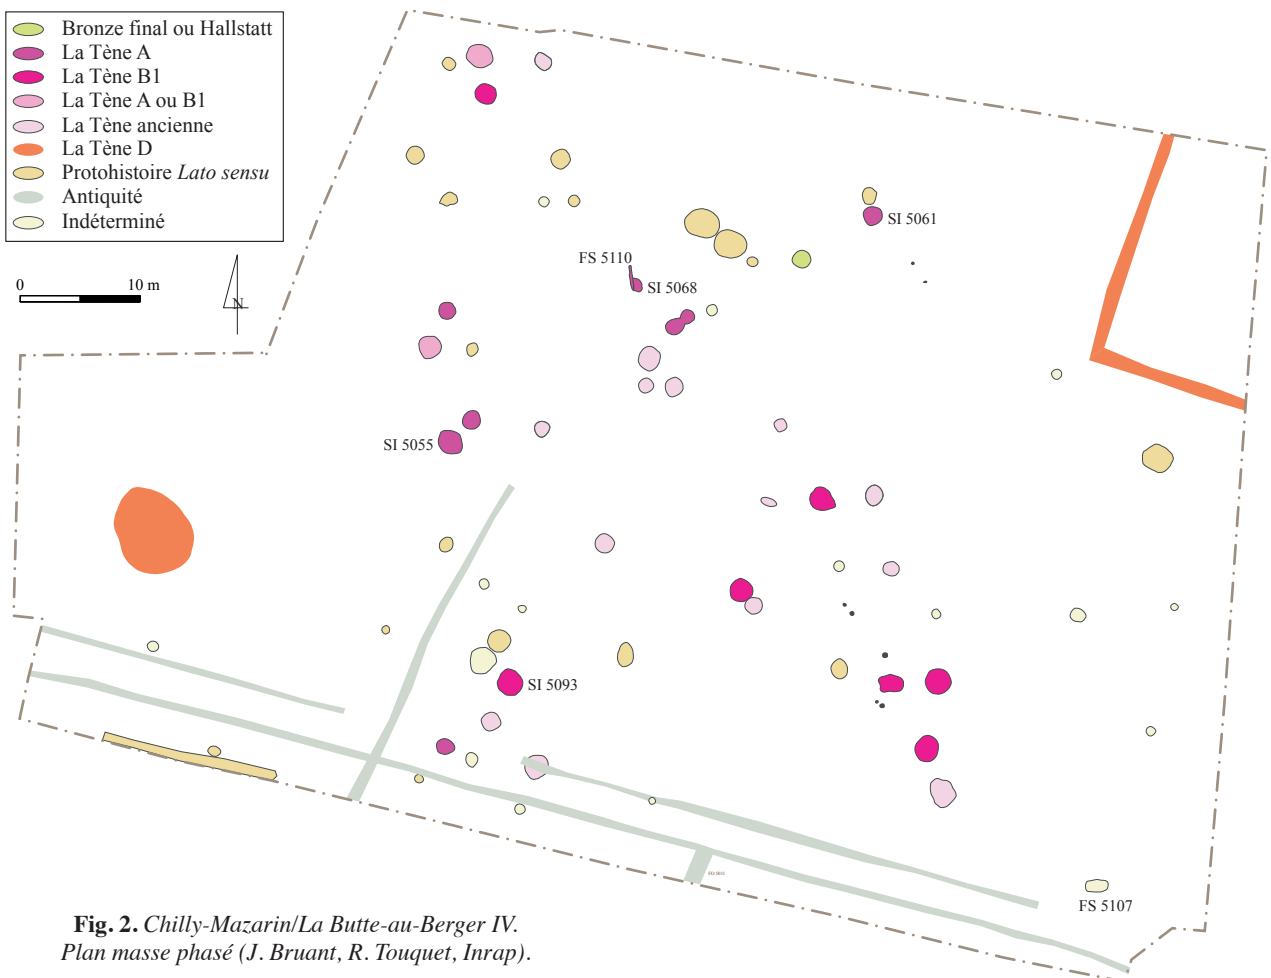 Bronze final ou Hallstatt
La Tène A
La Tène B1
La Tène A ou B1
La Tène ancienne
La Tène D
Protohistoire Lato sensu
Antiquité
Indéterminé
0 10 m
N
SI 5061
FS 5110
SI 5068
SI 5055
SI 5093
FS 5107
Fig. 2. Chilly-Mazarin/La Butte-au-Berger IV.
Plan masse phasé (J. Bruant, R. Touquet, Inrap).